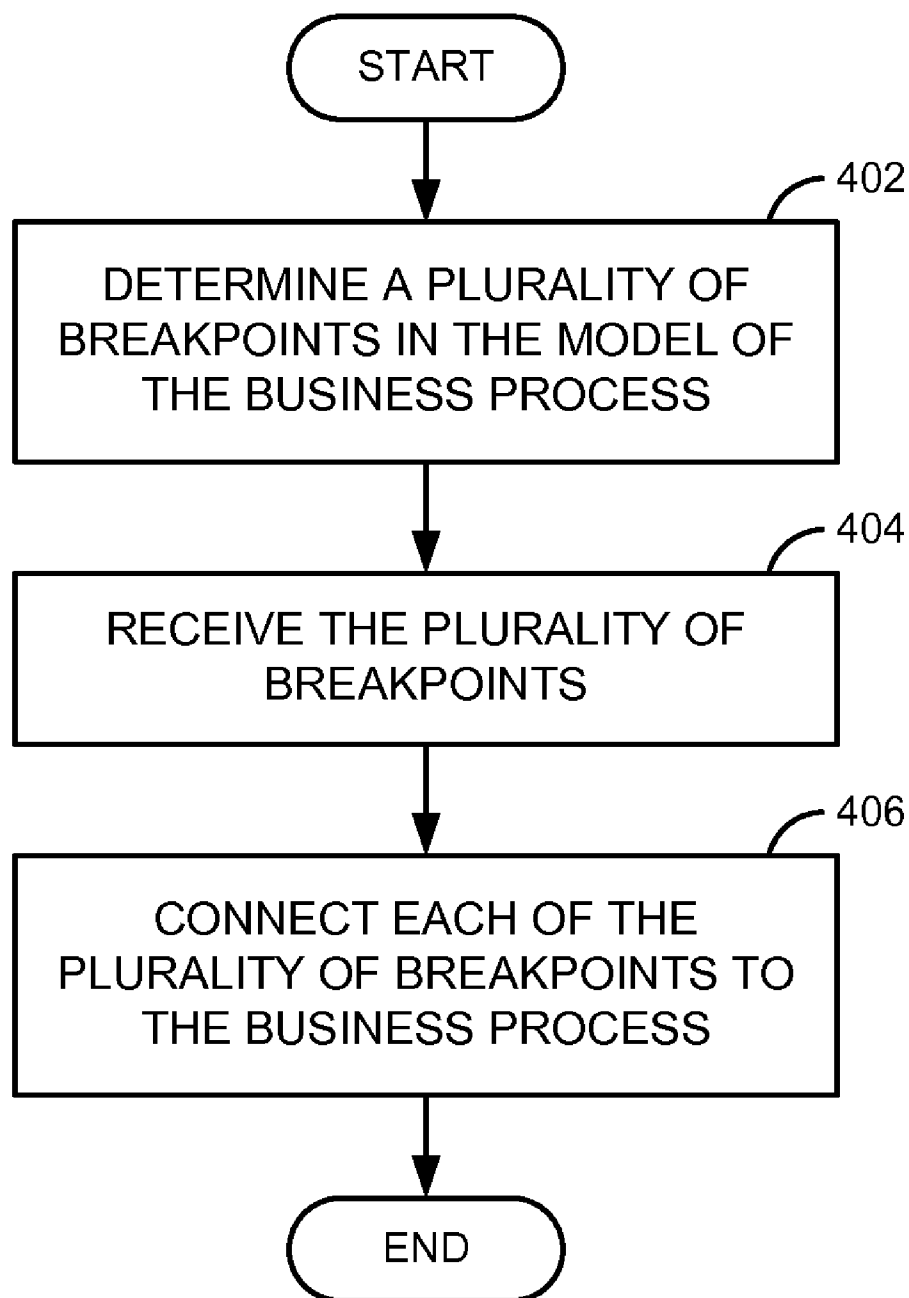 START
402
DETERMINE A PLURALITY OF
BREAKPOINTS IN THE MODEL OF
THE BUSINESS PROCESS
404
RECEIVE THE PLURALITY OF
BREAKPOINTS
406
CONNECT EACH OF THE
PLURALITY OF BREAKPOINTS TO
THE BUSINESS PROCESS
END